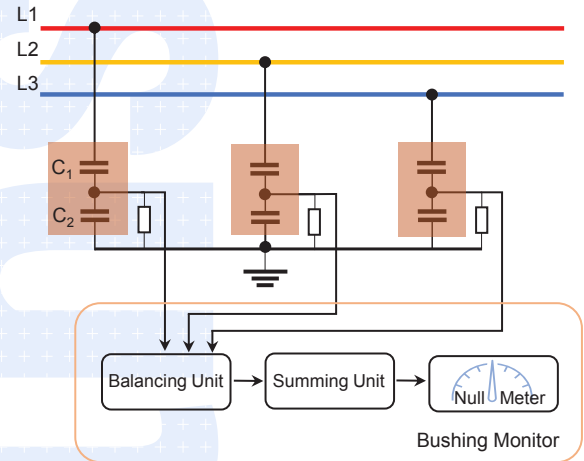 L1
L2
L3
C₁
C₂
Balancing Unit
Summing Unit
Null Meter
Bushing Monitor